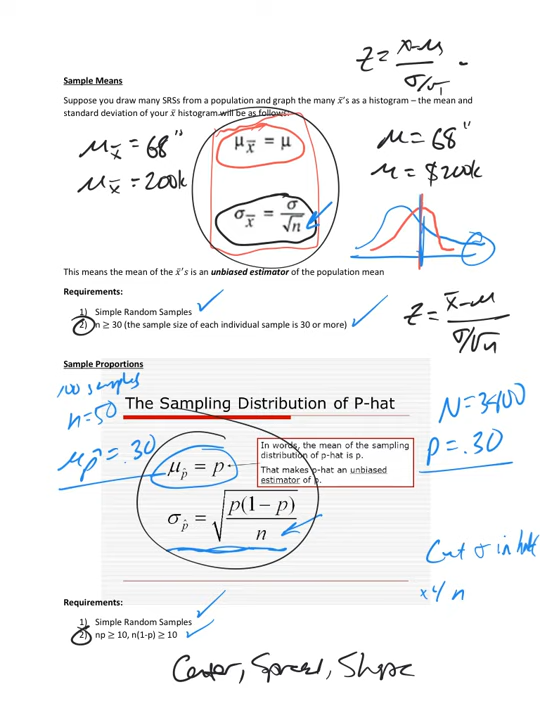 Z = x-μ / σ/√1
Sample Means
Suppose you draw many SRSs from a population and graph the many x̄'s as a histogram – the mean and
standard deviation of your x̄ histogram will be as follows:
μx̄ = 68"
μx̄ = 200k
μx̄ = μ
σx̄ = σ/√n
μ = 68"
μ = $200k
This means the mean of the x̄'s is an unbiased estimator of the population mean
Requirements:
1) Simple Random Samples
2) n ≥ 30 (the sample size of each individual sample is 30 or more)
Z = x̄-μ / σ/√n
Sample Proportions
100 samples
n=50
μp̂ = .30
The Sampling Distribution of P-hat
μp̂ = p
σp̂ = √(p(1-p)/n)
In words, the mean of the sampling
distribution of p-hat is p.
That makes p-hat an unbiased
estimator of p.
N=3400
P = .30
Cut σ in half
x4 n
Requirements:
1) Simple Random Samples
2) np ≥ 10, n(1-p) ≥ 10
Center, Spread, Shape